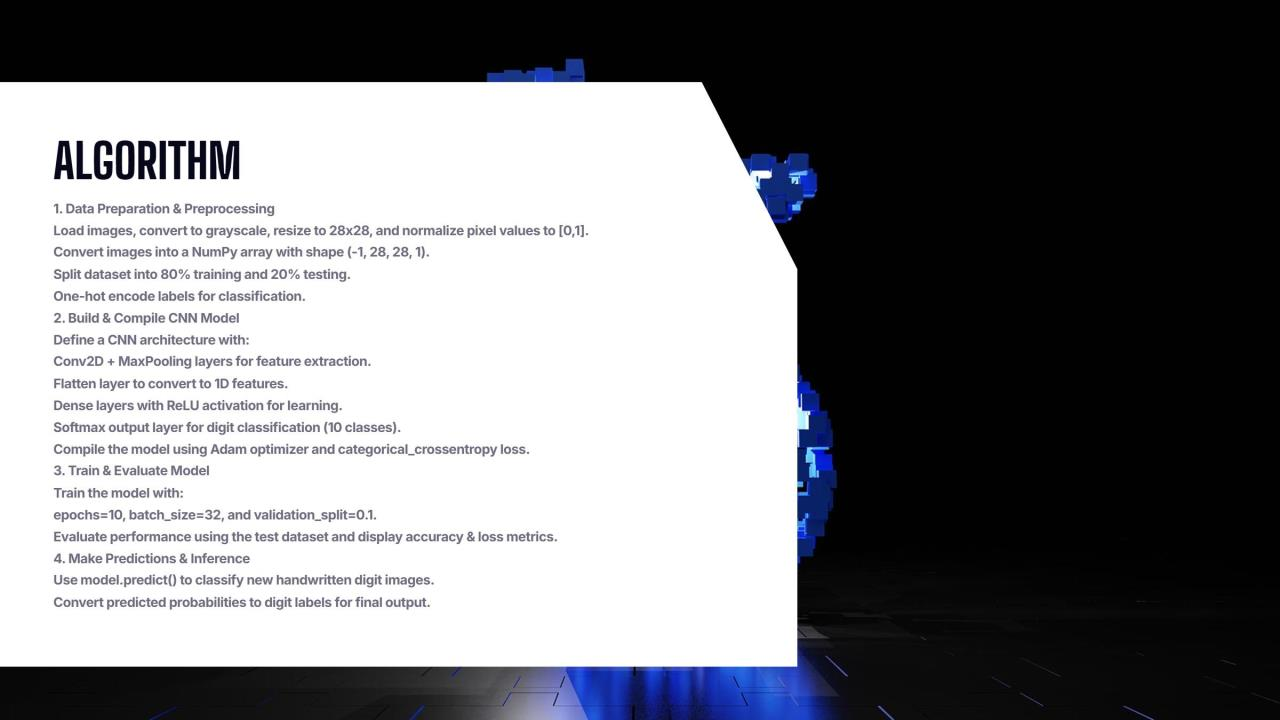 ALGORITHM
1. Data Preparation & Preprocessing
Load images, convert to grayscale, resize to 28x28, and normalize pixel values to [0,1].
Convert images into a NumPy array with shape (-1, 28, 28, 1).
Split dataset into 80% training and 20% testing.
One-hot encode labels for classification.
2. Build & Compile CNN Model
Define a CNN architecture with:
Conv2D + MaxPooling layers for feature extraction.
Flatten layer to convert to 1D features.
Dense layers with ReLU activation for learning.
Softmax output layer for digit classification (10 classes).
Compile the model using Adam optimizer and categorical_crossentropy loss.
3. Train & Evaluate Model
Train the model with:
epochs=10, batch_size=32, and validation_split=0.1.
Evaluate performance using the test dataset and display accuracy & loss metrics.
4. Make Predictions & Inference
Use model.predict() to classify new handwritten digit images.
Convert predicted probabilities to digit labels for final output.